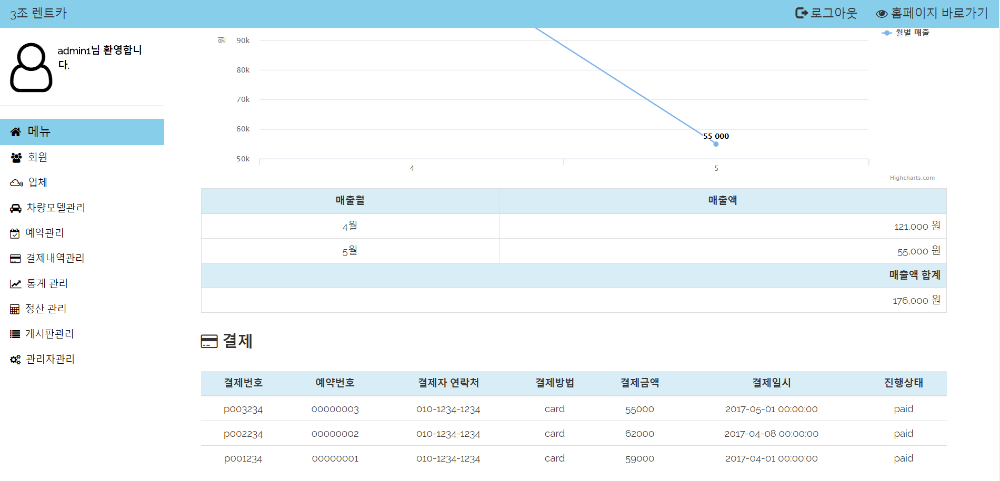 3조 렌트카
로그아웃
홈페이지 바로가기
admin1님 환영합니
다.
메뉴
회원
업체
차량모델관리
예약관리
결제내역관리
통계 관리
정산 관리
게시판관리
관리자관리
원
90k
80k
70k
60k
50k
55 000
4
5
월별 매출
Highcharts.com
매출월 매출액
4월 121,000 원
5월 55,000 원
매출액 합계
176,000 원
결제
결제번호 예약번호 결제자 연락처 결제방법 결제금액 결제일시 진행상태
p003234 00000003 010-1234-1234 card 55000 2017-05-01 00:00:00 paid
p002234 00000002 010-1234-1234 card 62000 2017-04-08 00:00:00 paid
p001234 00000001 010-1234-1234 card 59000 2017-04-01 00:00:00 paid